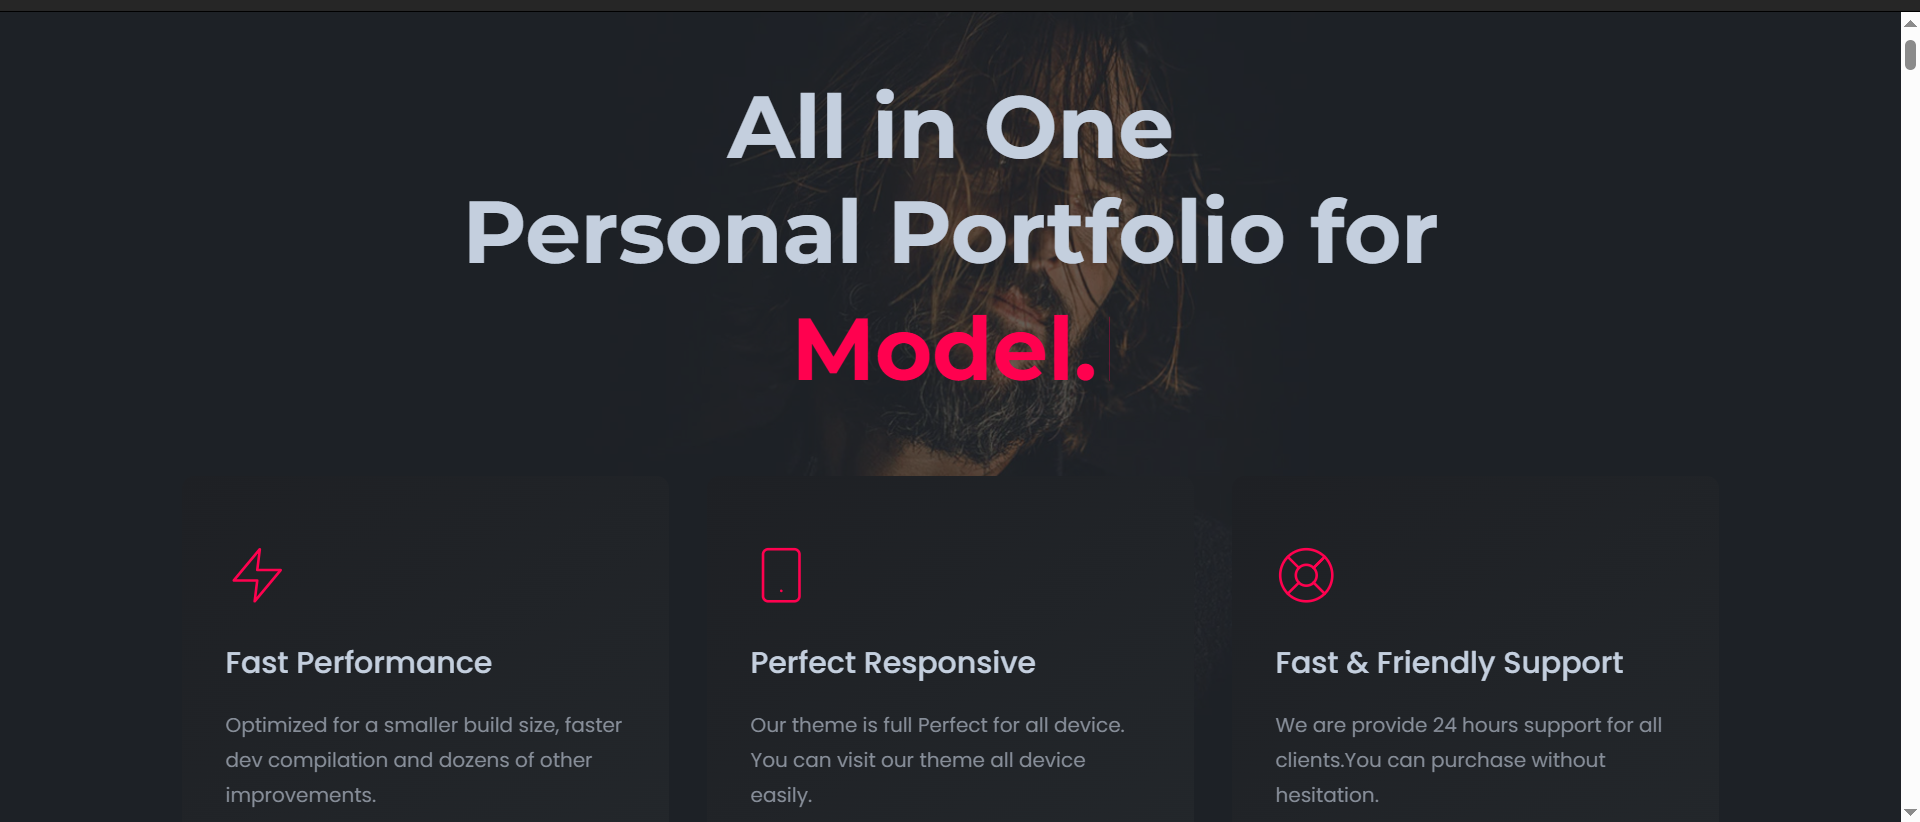 All in One
Personal Portfolio for
Model.
Fast Performance
Optimized for a smaller build size, faster
dev compilation and dozens of other
improvements.
Perfect Responsive
Our theme is full Perfect for all device.
You can visit our theme all device
easily.
Fast & Friendly Support
We are provide 24 hours support for all
clients.You can purchase without
hesitation.